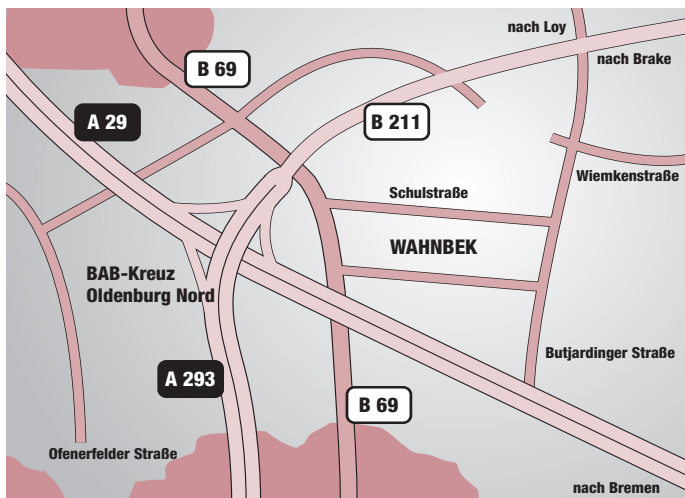 nach Loy
nach Brake
B 69
A 29
B 211
Wiemkenstraße
Schulstraße
WAHNBEK
BAB-Kreuz
Oldenburg Nord
Butjardinger Straße
A 293
B 69
Ofenerfelder Straße
nach Bremen